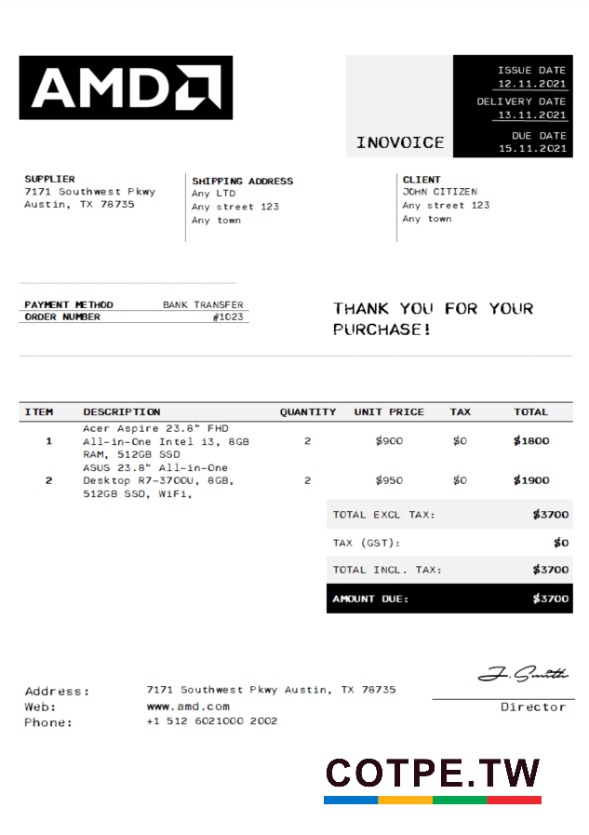 AMD
ISSUE DATE
12.11.2021
DELIVERY DATE
13.11.2021
INOVOICE
DUE DATE
15.11.2021
SUPPLIER
7171 Southwest Pkwy
Austin, TX 78735
SHIPPING ADDRESS
Any LTD
Any street 123
Any town
CLIENT
JOHN CITIZEN
Any street 123
Any town
PAYMENT METHOD BANK TRANSFER
ORDER NUMBER #1023
THANK YOU FOR YOUR
PURCHASE!
ITEM DESCRIPTION QUANTITY UNIT PRICE TAX TOTAL
Acer Aspire 23.8" FHD
1 All-in-One Intel i3, 8GB 2 $900 $0 $1800
RAM, 512GB SSD
ASUS 23.8" All-in-One
2 Desktop R7-3700U, 8GB, 2 $950 $0 $1900
512GB SSD, WiFi,
TOTAL EXCL TAX: $3700
TAX (GST): $0
TOTAL INCL. TAX: $3700
AMOUNT DUE: $3700
J.Smith
Address: 7171 Southwest Pkwy Austin, TX 78735
Web: www.amd.com
Director
Phone: +1 512 6021000 2002
COTPE.TW